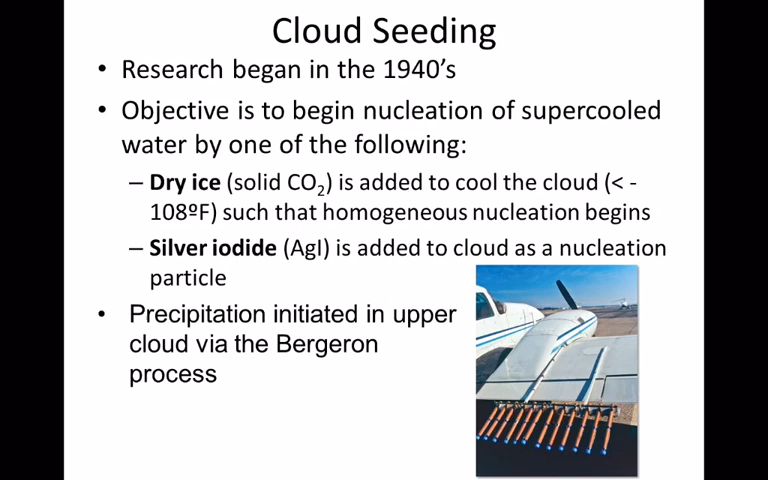 Cloud Seeding
• Research began in the 1940's
• Objective is to begin nucleation of supercooled
water by one of the following:
– Dry ice (solid CO₂) is added to cool the cloud (< -
108ºF) such that homogeneous nucleation begins
– Silver iodide (AgI) is added to cloud as a nucleation
particle
• Precipitation initiated in upper
cloud via the Bergeron
process